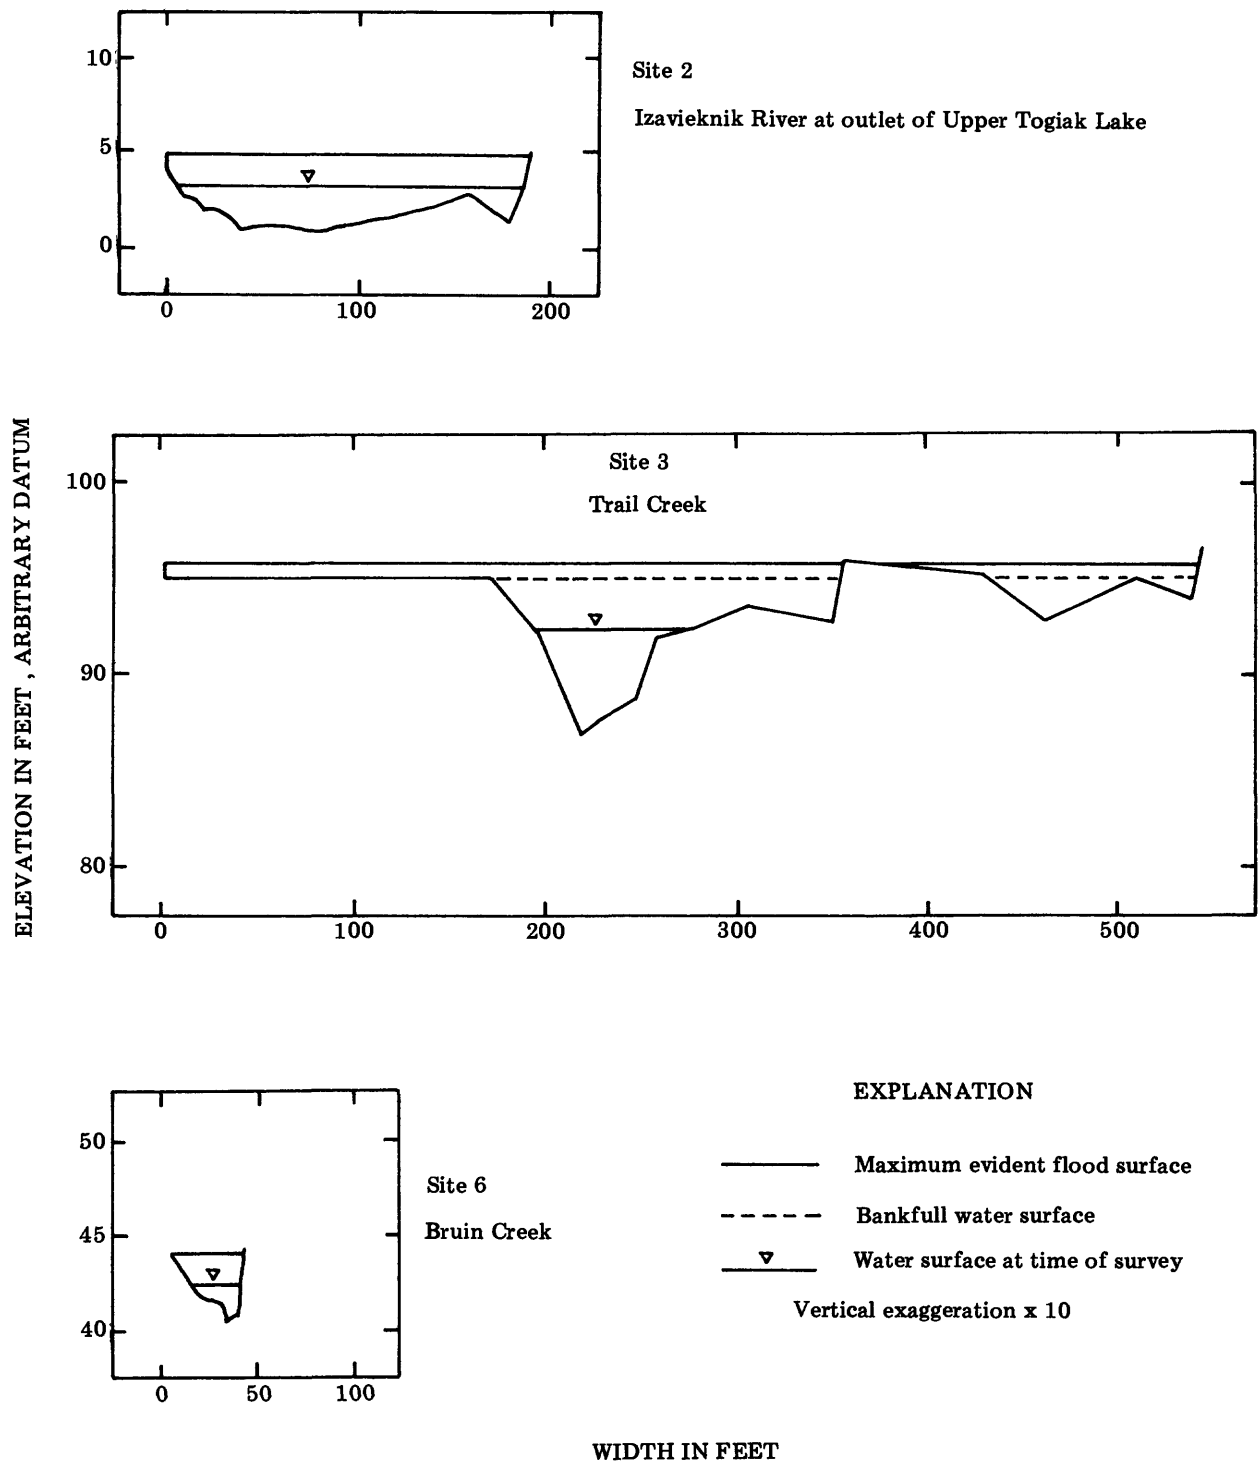 10
Site 2
Izavieknik River at outlet of Upper Togiak Lake
5
0
0 100 200
ELEVATION IN FEET , ARBITRARY DATUM
Site 3
100
Trail Creek
90
80
0 100 200 300 400 500
EXPLANATION
50
Maximum evident flood surface
Site 6
Bankfull water surface
45
Bruin Creek
Water surface at time of survey
Vertical exaggeration x 10
40
0 50 100
WIDTH IN FEET